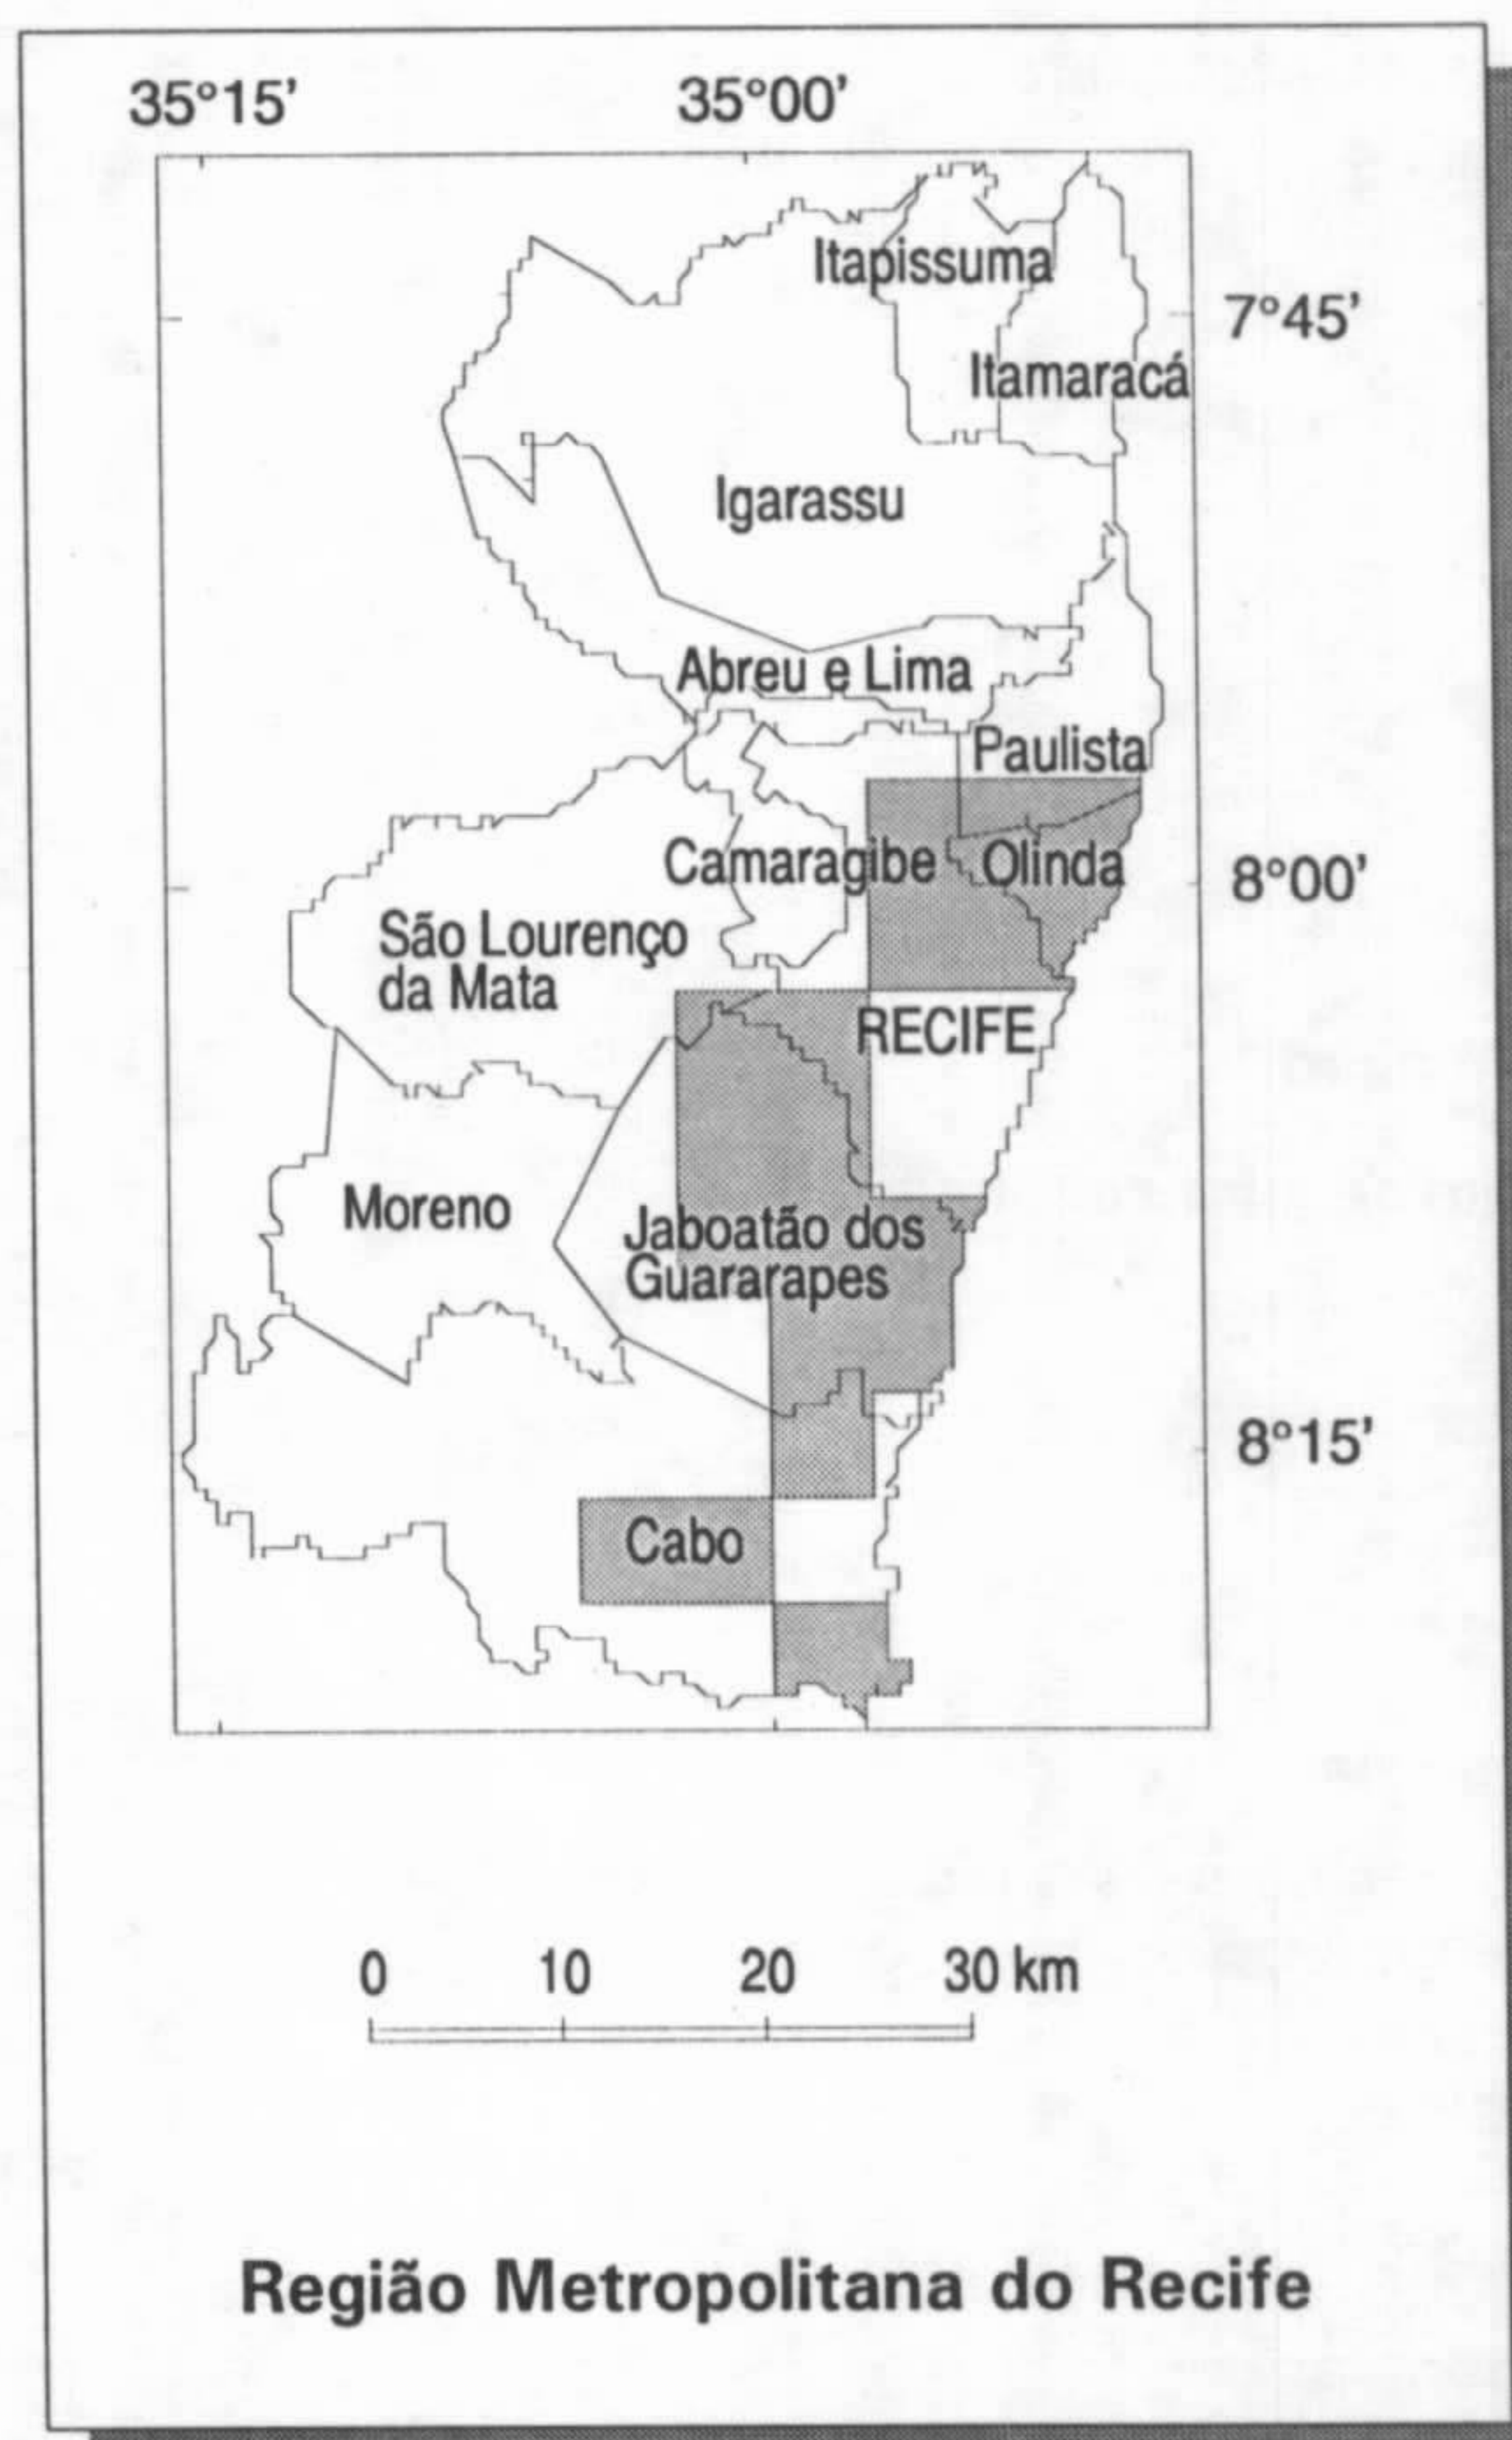 35°15’
35°00’
Itapissuma
7°45’
Itamaracá
Igarassu
Abreu e Lima
Paulista
Camaragibe
Olinda
8°00’
São Lourenço
da Mata
RECIFE
Moreno
Jaboatão dos
Guararapes
8°15’
Cabo
0 10 20 30 km
Região Metropolitana do Recife